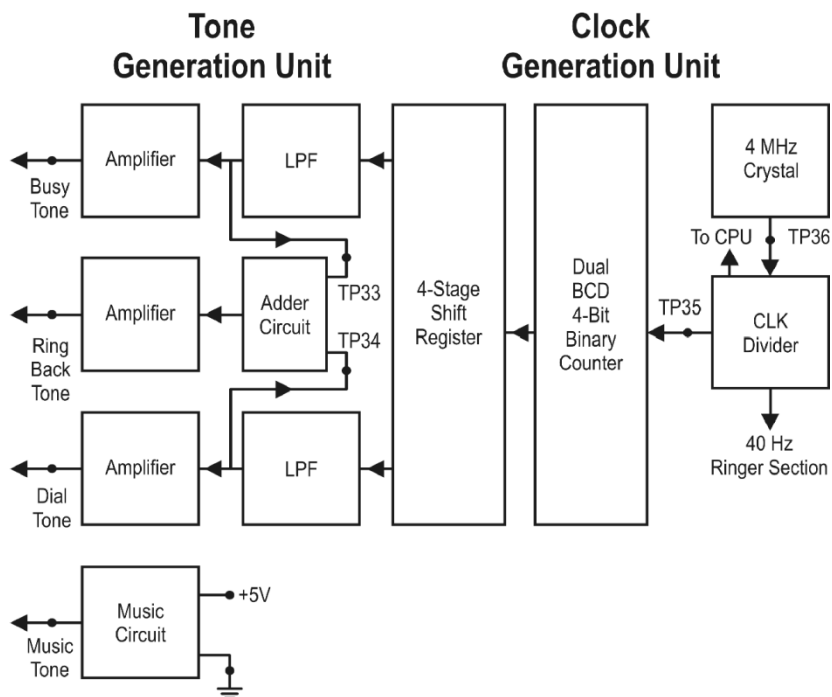 Tone
Generation Unit
Clock
Generation Unit
Amplifier
LPF
Busy
Tone
4 MHz
Crystal
To CPU
TP36
TP33
Adder
Circuit
Amplifier
TP34
Ring
Back
Tone
4-Stage
Shift
Register
Dual
BCD
4-Bit
Binary
Counter
TP35
CLK
Divider
Amplifier
LPF
Dial
Tone
40 Hz
Ringer Section
Music
Circuit
+5V
Music
Tone